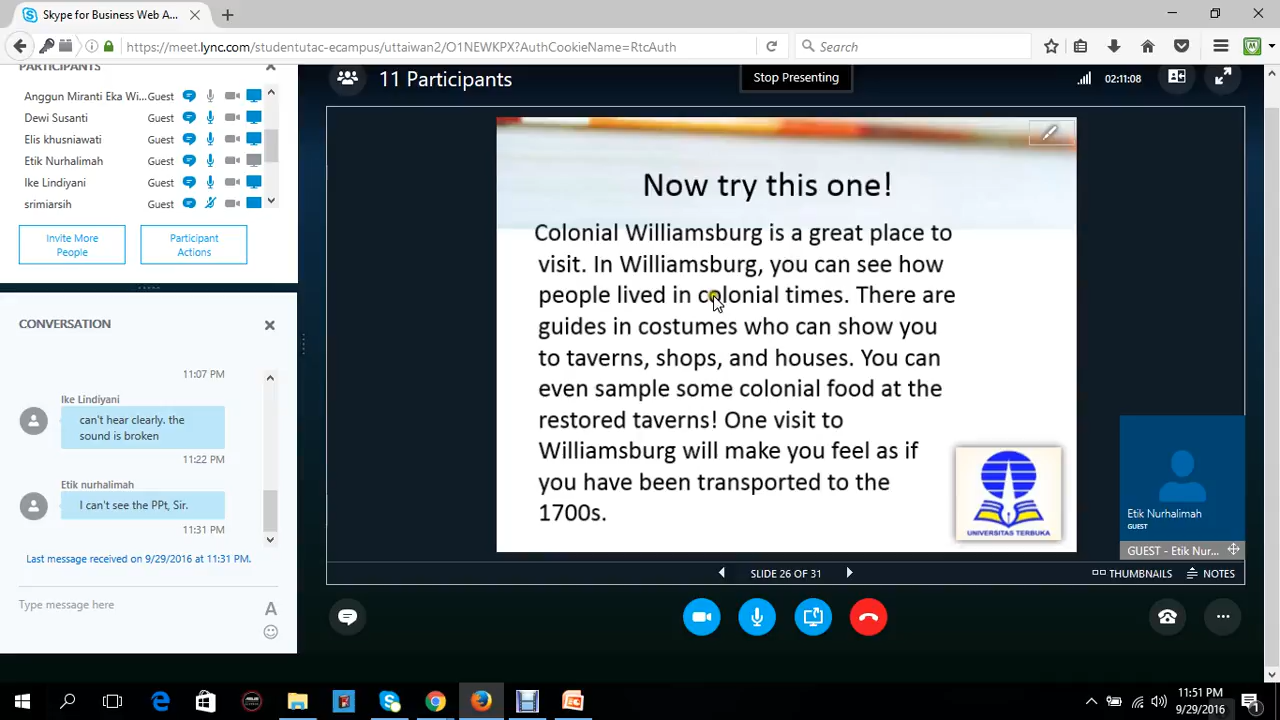 Skype for Business Web A...
https://meet.lync.com/studentutac-ecampus/uttaiwan2/O1NEWKPX?AuthCookieName=RtcAuth
Search
PARTICIPANTS
Anggun Miranti Eka Wi... Guest
Dewi Susanti Guest
Elis khusniawati Guest
Etik Nurhalimah Guest
Ike Lindiyani Guest
srimiarsih Guest
Invite More
People
Participant
Actions
CONVERSATION
11:07 PM
Ike Lindiyani
can't hear clearly. the
sound is broken
11:22 PM
Etik nurhalimah
I can't see the PPt, Sir.
11:31 PM
Last message received on 9/29/2016 at 11:31 PM.
Type message here
A
11 Participants
Stop Presenting
02:11:08
Now try this one!
Colonial Williamsburg is a great place to
visit. In Williamsburg, you can see how
people lived in colonial times. There are
guides in costumes who can show you
to taverns, shops, and houses. You can
even sample some colonial food at the
restored taverns! One visit to
Williamsburg will make you feel as if
you have been transported to the
1700s.
UNIVERSITAS TERBUKA
Etik Nurhalimah
GUEST
GUEST - Etik Nur...
SLIDE 26 OF 31
THUMBNAILS
NOTES
11:51 PM
9/29/2016